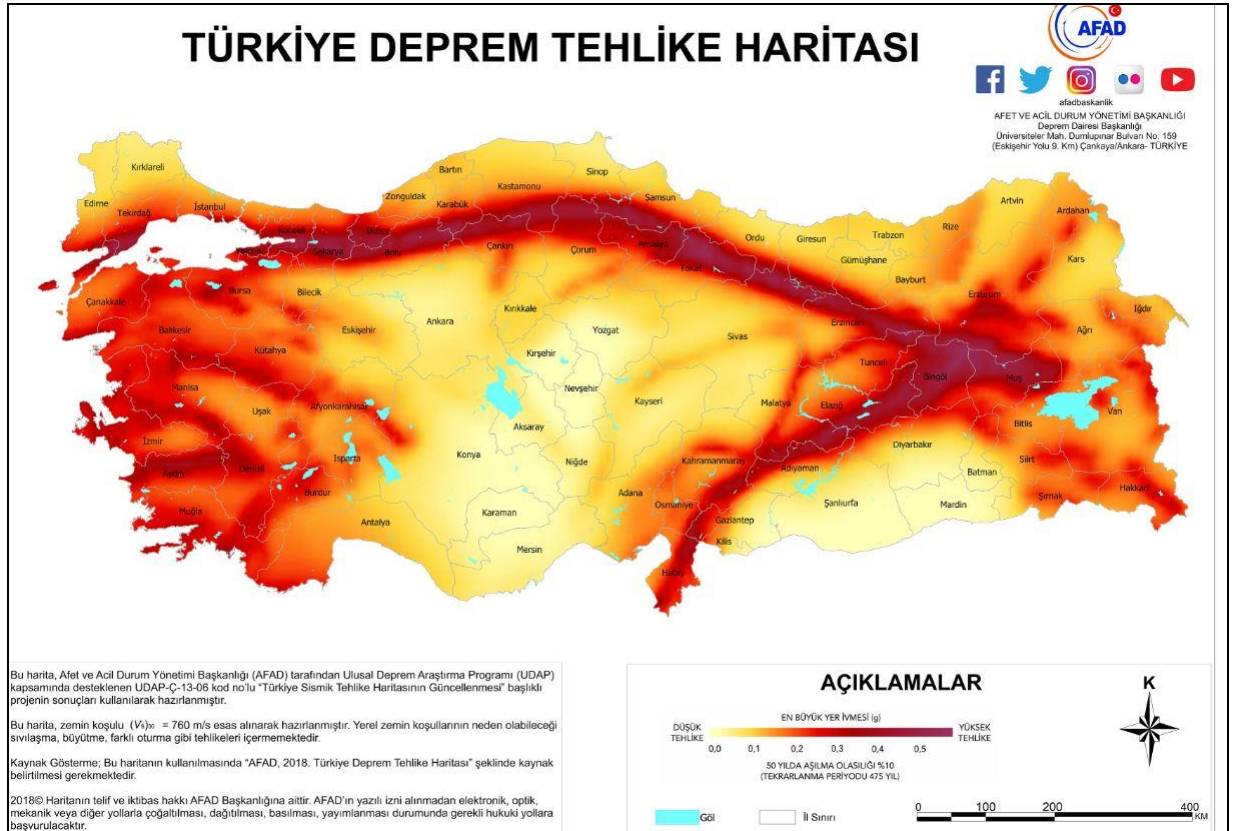 TÜRKİYE DEPREM TEHLİKE HARİTASI
AFAD
afadbaskanlik
AFET VE ACİL DURUM YÖNETİMİ BAŞKANLIĞI
Deprem Dairesi Başkanlığı
Üniversiteler Mah. Dumlupınar Bulvarı No: 159
(Eskişehir Yolu 9. Km) Çankaya/Ankara- TÜRKİYE
Kırklareli
Edirne
Tekirdağ
İstanbul
Kocaeli
Sakarya
Düzce
Bolu
Zonguldak
Bartın
Karabük
Kastamonu
Sinop
Samsun
Çankırı
Çorum
Amasya
Tokat
Ordu
Giresun
Trabzon
Gümüşhane
Bayburt
Rize
Artvin
Ardahan
Kars
Erzurum
Erzincan
Iğdır
Ağrı
Çanakkale
Bursa
Bilecik
Balıkesir
Kütahya
Eskişehir
Ankara
Kırıkkale
Yozgat
Sivas
Kırşehir
Nevşehir
Kayseri
Tunceli
Bingöl
Muş
Malatya
Elazığ
Van
Bitlis
Manisa
Uşak
Afyonkarahisar
İzmir
Aydın
Denizli
Isparta
Burdur
Muğla
Antalya
Konya
Aksaray
Niğde
Karaman
Mersin
Adana
Osmaniye
Kahramanmaraş
Adıyaman
Gaziantep
Kilis
Hatay
Şanlıurfa
Diyarbakır
Batman
Mardin
Siirt
Şırnak
Hakkari
Bu harita, Afet ve Acil Durum Yönetimi Başkanlığı (AFAD) tarafından Ulusal Deprem Araştırma Programı (UDAP)
kapsamında desteklenen UDAP-Ç-13-06 kod no'lu "Türkiye Sismik Tehlike Haritasının Güncellenmesi" başlıklı
projenin sonuçları kullanılarak hazırlanmıştır.
Bu harita, zemin koşulu (Vs)30 = 760 m/s esas alınarak hazırlanmıştır. Yerel zemin koşullarının neden olabileceği
sıvılaşma, büyütme, farklı oturma gibi tehlikeleri içermemektedir.
Kaynak Gösterme; Bu haritanın kullanılmasında "AFAD, 2018. Türkiye Deprem Tehlike Haritası" şeklinde kaynak
belirtilmesi gerekmektedir.
2018© Haritanın telif ve iktibas hakkı AFAD Başkanlığına aittir. AFAD'ın yazılı izni alınmadan elektronik, optik,
mekanik veya diğer yollarla çoğaltılması, dağıtılması, basılması, yayımlanması durumunda gerekli hukuki yollara
başvurulacaktır.
AÇIKLAMALAR
EN BÜYÜK YER İVMESİ (g)
DÜŞÜK TEHLİKE
YÜKSEK TEHLİKE
0,0 0,1 0,2 0,3 0,4 0,5
50 YILDA AŞILMA OLASILIĞI %10
(TEKRARLANMA PERİYODU 475 YIL)
Göl
İl Sınırı
K
0 100 200 400
KM